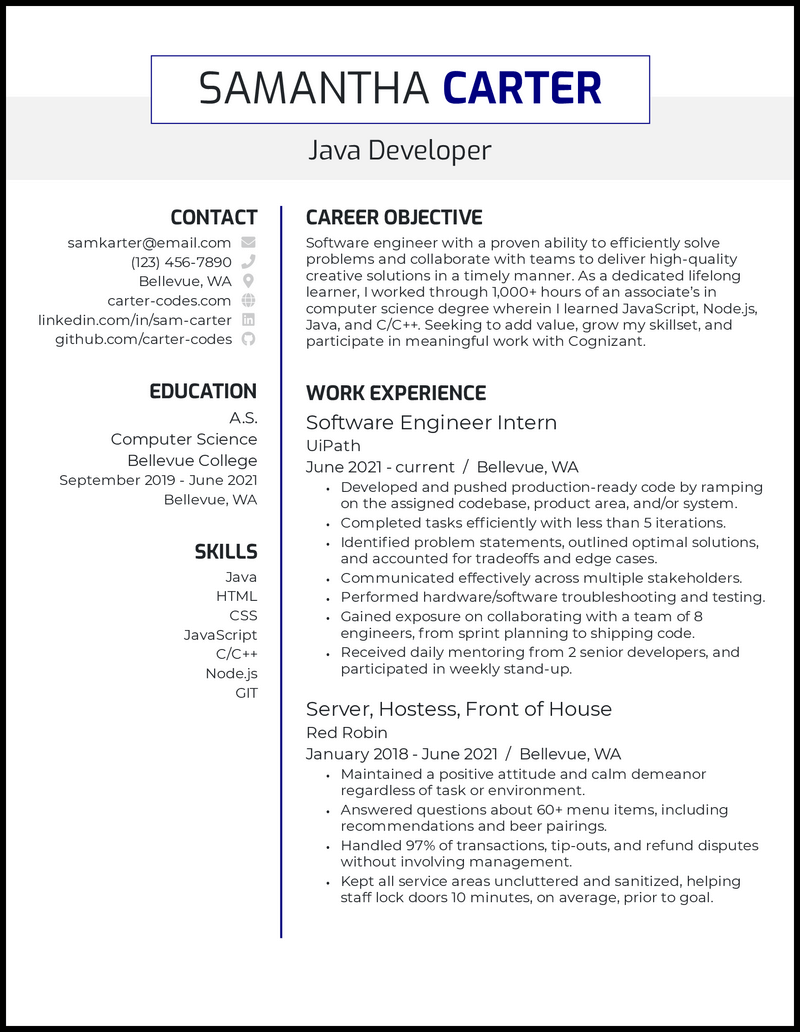 SAMANTHA CARTER
Java Developer
CONTACT
samkarter@email.com
(123) 456-7890
Bellevue, WA
carter-codes.com
linkedin.com/in/sam-carter
github.com/carter-codes
EDUCATION
A.S.
Computer Science
Bellevue College
September 2019 - June 2021
Bellevue, WA
SKILLS
Java
HTML
CSS
JavaScript
C/C++
Node.js
GIT
CAREER OBJECTIVE
Software engineer with a proven ability to efficiently solve
problems and collaborate with teams to deliver high-quality
creative solutions in a timely manner. As a dedicated lifelong
learner, I worked through 1,000+ hours of an associate's in
computer science degree wherein I learned JavaScript, Node.js,
Java, and C/C++. Seeking to add value, grow my skillset, and
participate in meaningful work with Cognizant.
WORK EXPERIENCE
Software Engineer Intern
UiPath
June 2021 - current / Bellevue, WA
• Developed and pushed production-ready code by ramping
on the assigned codebase, product area, and/or system.
• Completed tasks efficiently with less than 5 iterations.
• Identified problem statements, outlined optimal solutions,
and accounted for tradeoffs and edge cases.
• Communicated effectively across multiple stakeholders.
• Performed hardware/software troubleshooting and testing.
• Gained exposure on collaborating with a team of 8
engineers, from sprint planning to shipping code.
• Received daily mentoring from 2 senior developers, and
participated in weekly stand-up.
Server, Hostess, Front of House
Red Robin
January 2018 - June 2021 / Bellevue, WA
• Maintained a positive attitude and calm demeanor
regardless of task or environment.
• Answered questions about 60+ menu items, including
recommendations and beer pairings.
• Handled 97% of transactions, tip-outs, and refund disputes
without involving management.
• Kept all service areas uncluttered and sanitized, helping
staff lock doors 10 minutes, on average, prior to goal.